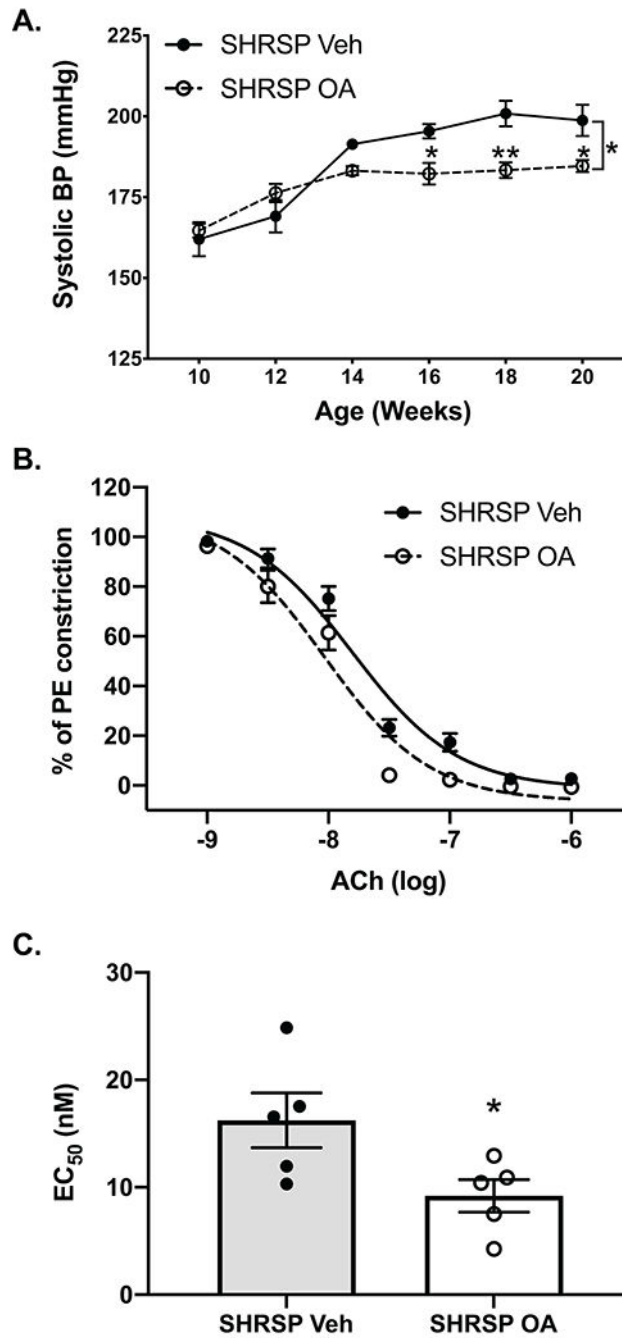 A.
SHRSP Veh
SHRSP OA
Systolic BP (mmHg)
225
200
175
150
125
* ** * *
10 12 14 16 18 20
Age (Weeks)
B.
SHRSP Veh
SHRSP OA
% of PE constriction
120
100
80
60
40
20
0
-9 -8 -7 -6
ACh (log)
C.
EC₅₀ (nM)
30
20
10
0
*
SHRSP Veh SHRSP OA